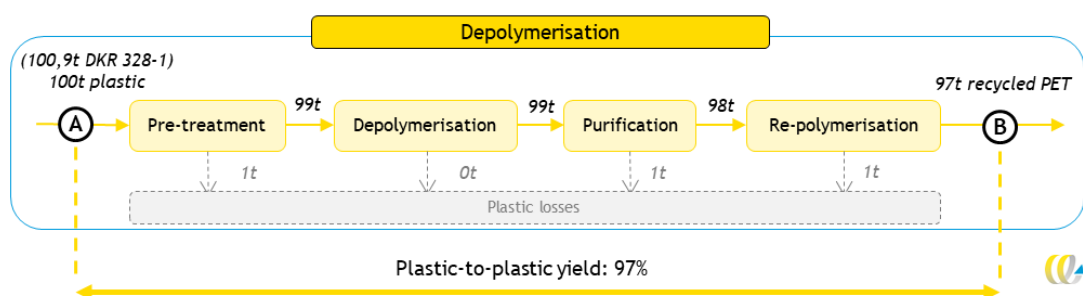 Depolymerisation
(100,9t DKR 328-1)
100t plastic
97t recycled PET
A
Pre-treatment
99t
Depolymerisation
99t
Purification
98t
Re-polymerisation
B
1t
0t
1t
1t
Plastic losses
Plastic-to-plastic yield: 97%